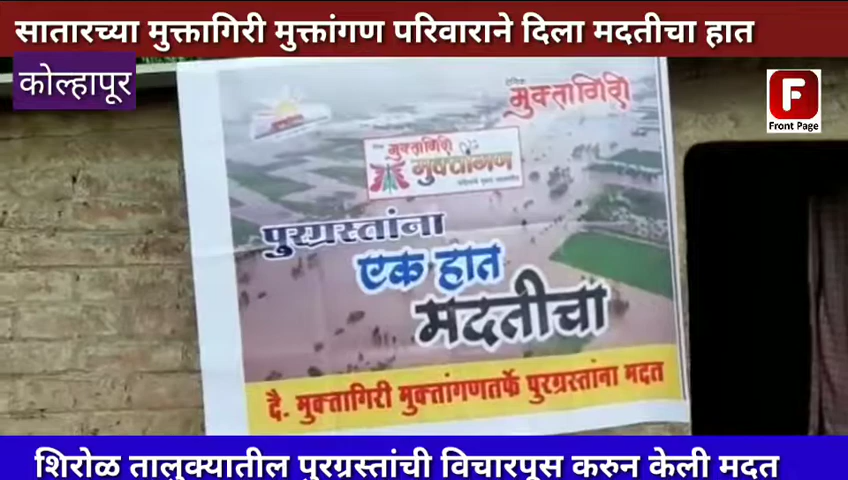 सातारच्या मुक्तागिरी मुक्तांगण परिवाराने दिला मदतीचा हात
कोल्हापूर
F
Front Page
मुक्तागिरी
मुक्तागिरी
मुक्तांगण
पुरग्रस्तांना
एक हात
मदतीचा
दै. मुक्तागिरी मुक्तांगणतर्फे पुरग्रस्तांना मदत
शिरोळ तालुक्यातील पुरग्रस्तांची विचारपूस करुन केली मदत